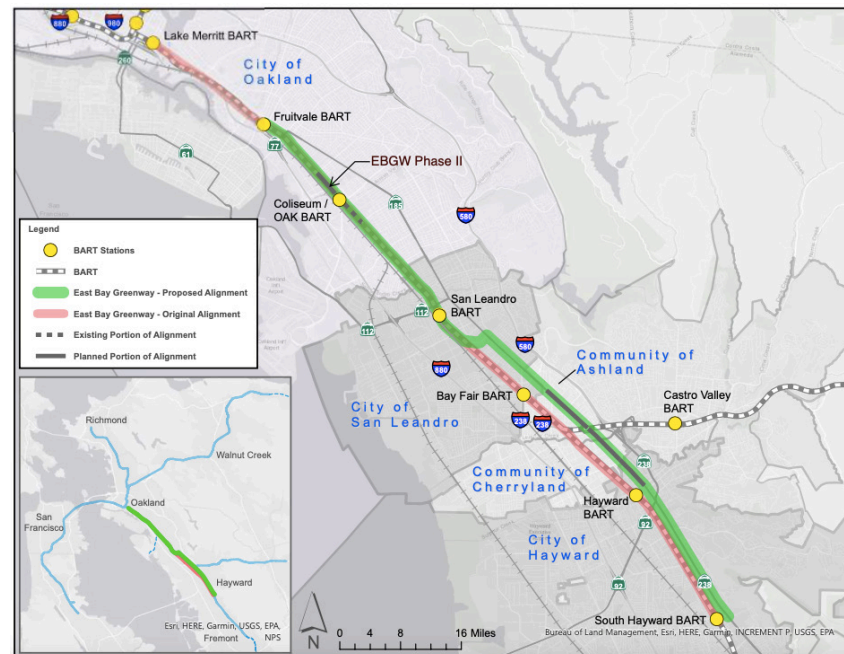 880
980
Lake Merritt BART
260
City of
Oakland
61
Fruitvale BART
77
EBGW Phase II
Coliseum /
OAK BART
185
580
Legend
BART Stations
BART
East Bay Greenway - Proposed Alignment
East Bay Greenway - Original Alignment
Existing Portion of Alignment
Planned Portion of Alignment
San Leandro
BART
112
112
580
880
Community of
Ashland
Bay Fair BART
Castro Valley
BART
City of
San Leandro
238
238
238
Community of
Cherryland
Hayward
BART
92
City of
Hayward
92
238
South Hayward BART
Richmond
Walnut Creek
Oakland
San
Francisco
Hayward
Esri, HERE, Garmin, USGS, EPA,
Fremont
NPS
N
0 4 8 16 Miles
Bureau of Land Management, Esri, HERE, Garmin, INCREMENT P, USGS, EPA